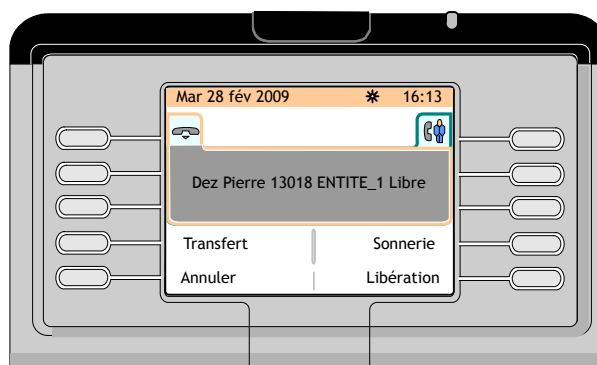 Mar 28 fév 2009 16:13
Dez Pierre 13018 ENTITE_1 Libre
Transfert Sonnerie
Annuler Libération